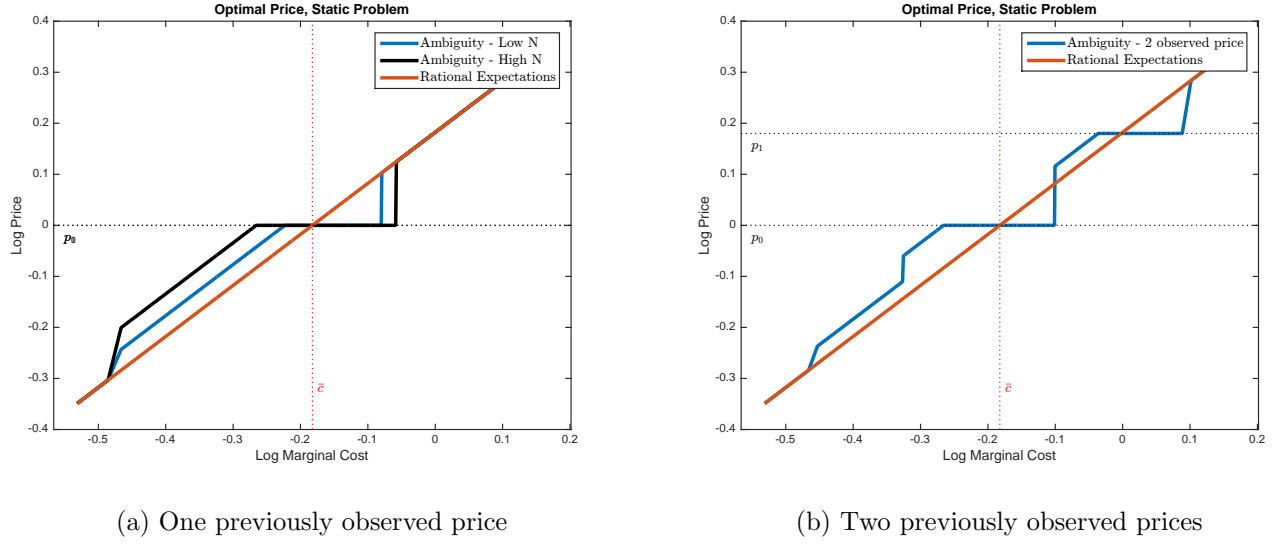 Optimal Price, Static Problem
Ambiguity - Low N
Ambiguity - High N
Rational Expectations
0.4
0.3
0.2
0.1
0
-0.1
-0.2
-0.3
-0.4
Log Price
p0
c̄
-0.5 -0.4 -0.3 -0.2 -0.1 0 0.1 0.2
Log Marginal Cost
(a) One previously observed price
Optimal Price, Static Problem
Ambiguity - 2 observed price
Rational Expectations
0.4
0.3
0.2
0.1
0
-0.1
-0.2
-0.3
-0.4
Log Price
p1
p0
c̄
-0.5 -0.4 -0.3 -0.2 -0.1 0 0.1 0.2
Log Marginal Cost
(b) Two previously observed prices